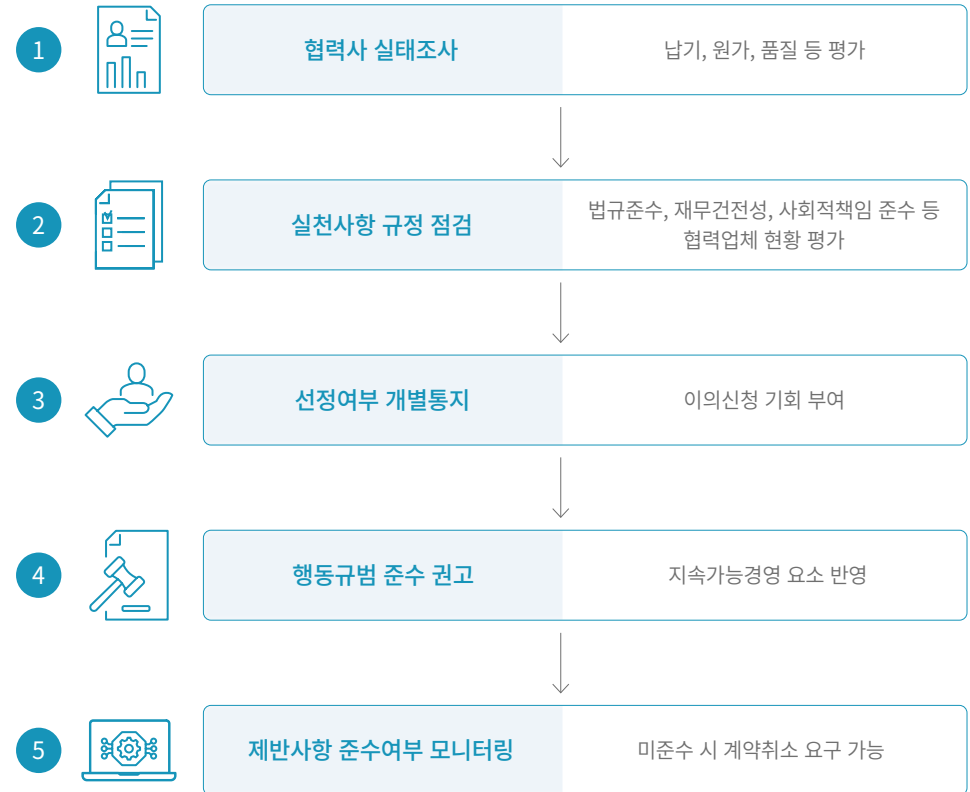 1
협력사 실태조사
납기, 원가, 품질 등 평가
2
실천사항 규정 점검
법규준수, 재무건전성, 사회적책임 준수 등
협력업체 현황 평가
3
선정여부 개별통지
이의신청 기회 부여
4
행동규범 준수 권고
지속가능경영 요소 반영
5
제반사항 준수여부 모니터링
미준수 시 계약취소 요구 가능